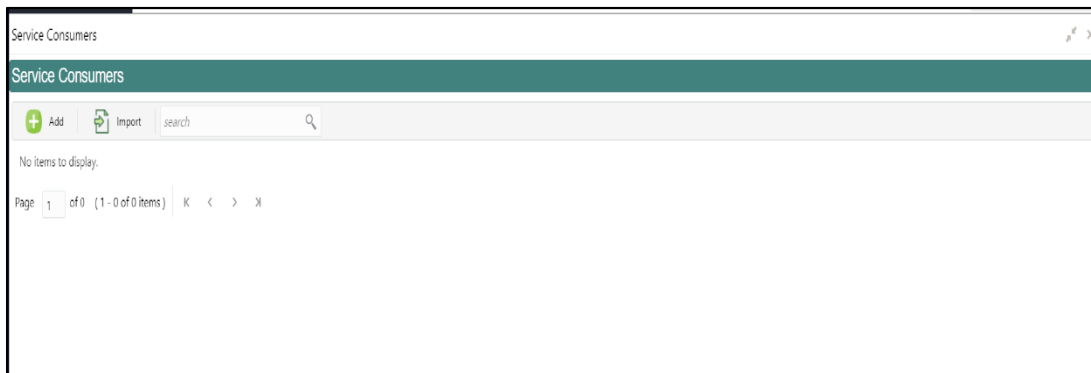 Service Consumers
Service Consumers
Add Import search
No items to display.
Page 1 of 0 (1 - 0 of 0 items)